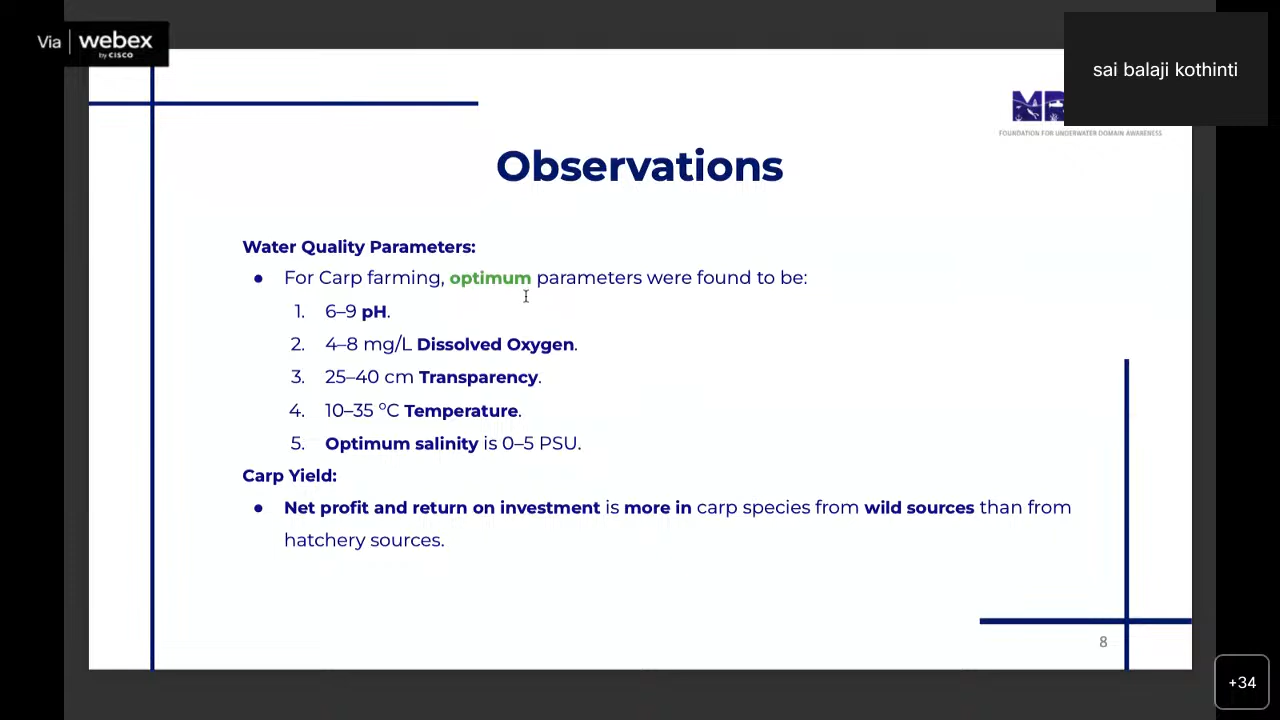 Via webex
by CISCO
sai balaji kothinti
FOUNDATION FOR UNDERWATER DOMAIN AWARENESS
Observations
Water Quality Parameters:
● For Carp farming, optimum parameters were found to be:
1. 6–9 pH.
2. 4–8 mg/L Dissolved Oxygen.
3. 25–40 cm Transparency.
4. 10–35 ºC Temperature.
5. Optimum salinity is 0–5 PSU.
Carp Yield:
● Net profit and return on investment is more in carp species from wild sources than from
hatchery sources.
8
+34